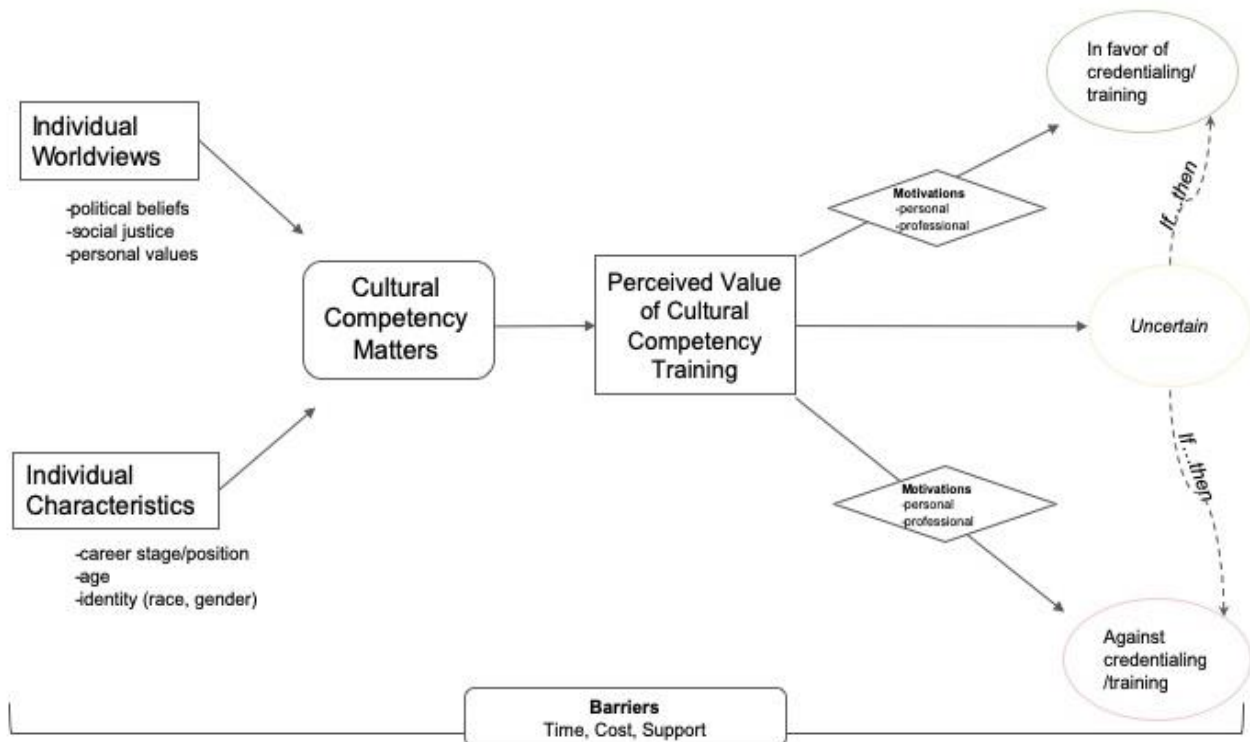 In favor of
credentialing/
training
Individual
Worldviews
-political beliefs
-social justice
-personal values
If...then
Motivations
-personal
-professional
Cultural
Competency
Matters
Perceived Value
of Cultural
Competency
Training
Uncertain
Individual
Characteristics
-career stage/position
-age
-identity (race, gender)
If...then
Motivations
-personal
-professional
Against
credentialing
/training
Barriers
Time, Cost, Support